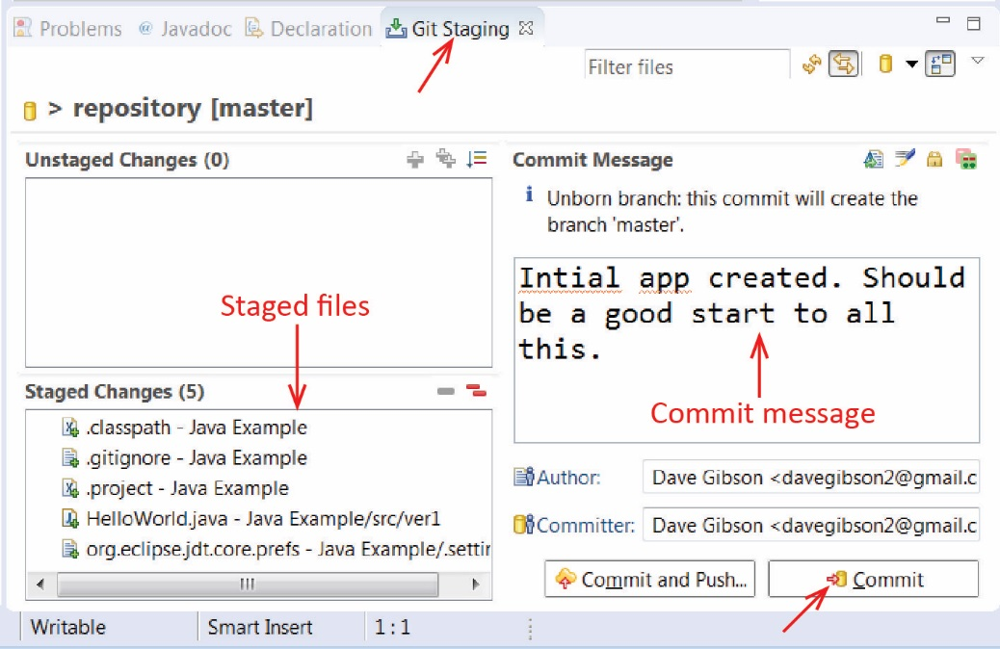 Problems @ Javadoc Declaration Git Staging
Filter files
> repository [master]
Unstaged Changes (0)
Staged files
Staged Changes (5)
.classpath - Java Example
.gitignore - Java Example
.project - Java Example
HelloWorld.java - Java Example/src/ver1
org.eclipse.jdt.core.prefs - Java Example/.settin
Commit Message
Unborn branch: this commit will create the
branch 'master'.
Intial app created. Should
be a good start to all
this.
Commit message
Author: Dave Gibson <davegibson2@gmail.c
Committer: Dave Gibson <davegibson2@gmail.c
Commit and Push... Commit
Writable Smart Insert 1 : 1